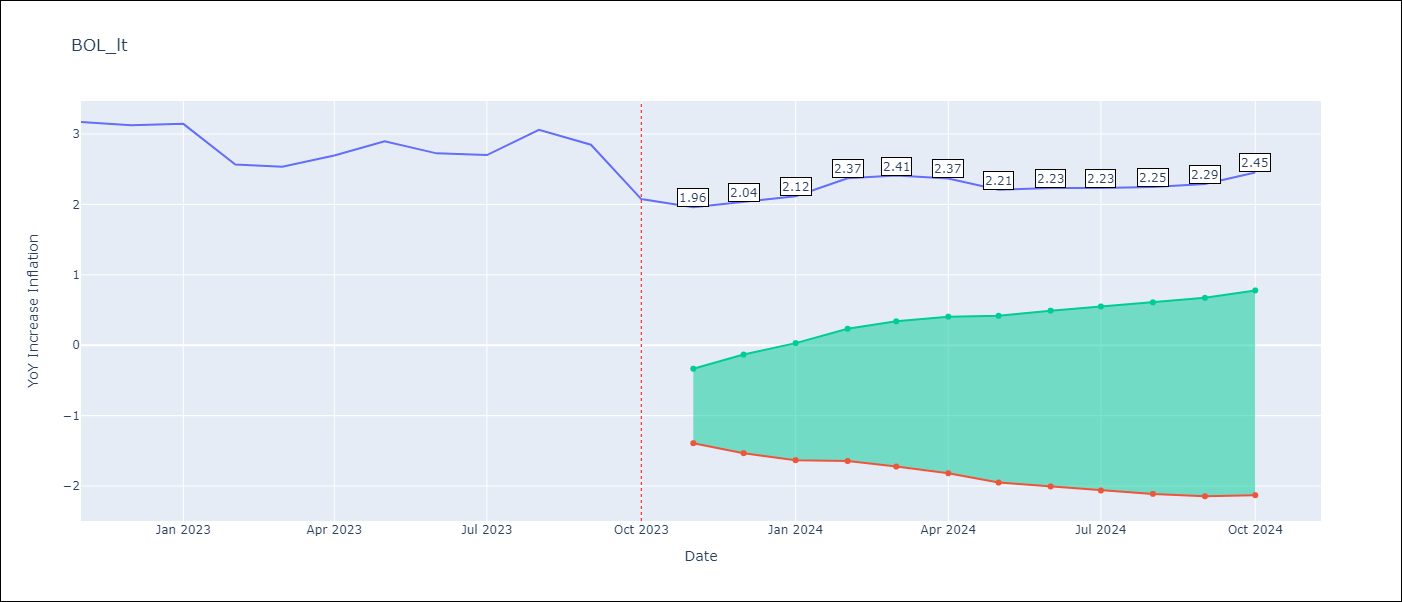 BOL_lt
YoY Increase Inflation
3
2
1
0
−1
−2
1.96
2.04
2.12
2.37
2.41
2.37
2.21
2.23
2.23
2.25
2.29
2.45
Jan 2023
Apr 2023
Jul 2023
Oct 2023
Jan 2024
Apr 2024
Jul 2024
Oct 2024
Date